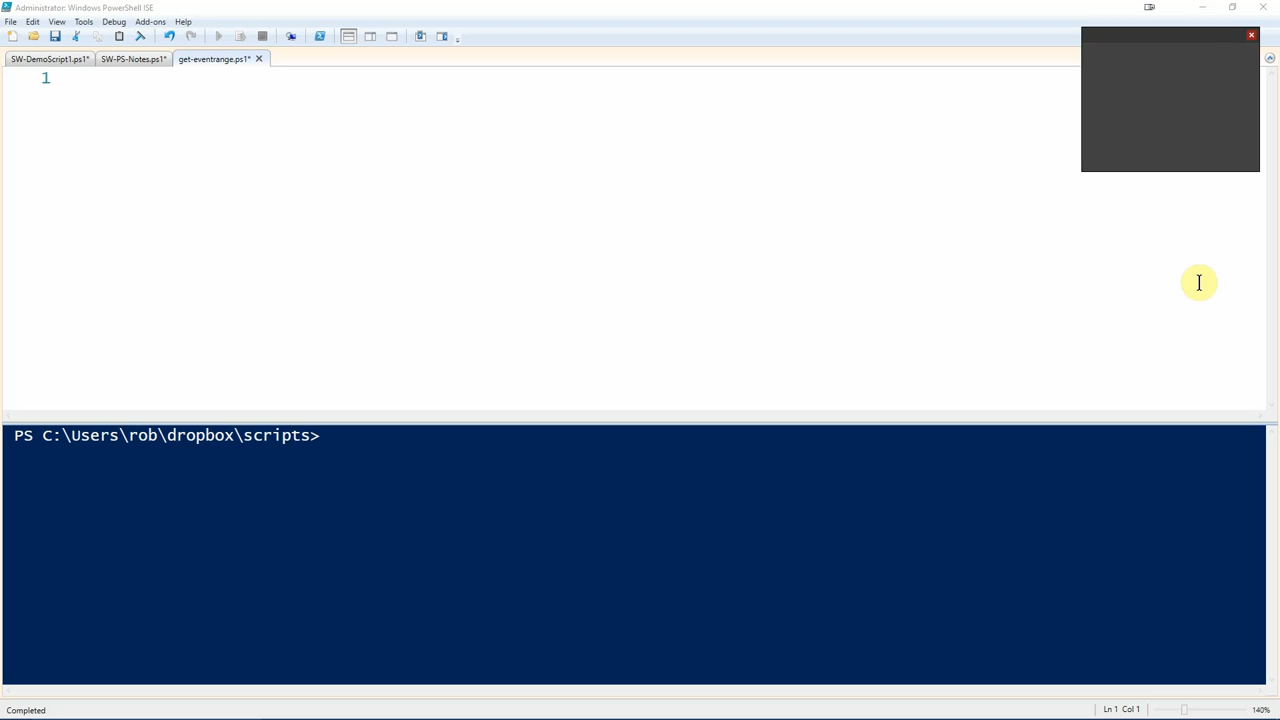 Administrator: Windows PowerShell ISE
File Edit View Tools Debug Add-ons Help
SW-DemoScript1.ps1* SW-PS-Notes.ps1* get-eventrange.ps1*
1
PS C:\Users\rob\dropbox\scripts>
Completed Ln 1 Col 1 140%